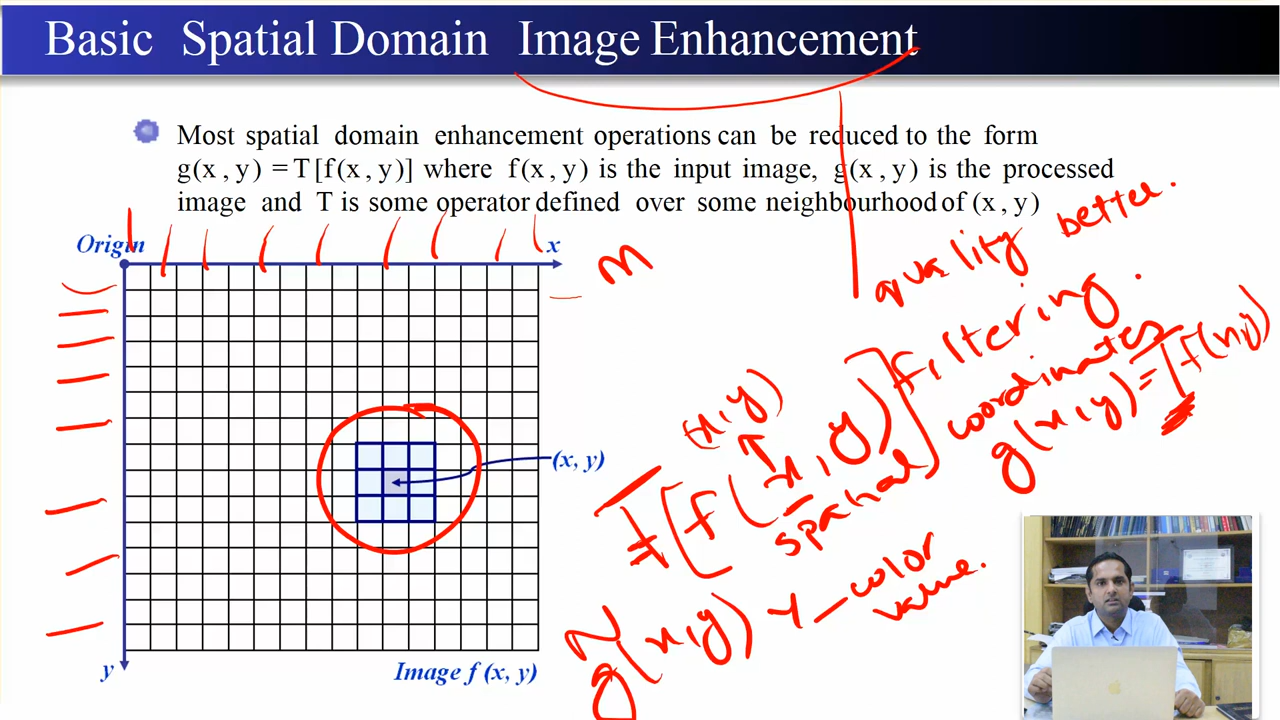 Basic Spatial Domain Image Enhancement
Most spatial domain enhancement operations can be reduced to the form
g(x , y) = T [f(x , y)] where f(x , y) is the input image, g(x , y) is the processed
image and T is some operator defined over some neighbourhood of (x , y)
quality better.
Origin
x
M
filtering.
(x,y)
coordinates
g(x,y) = T f(x,y)
(x, y)
T [f(x,y)]
spatial
color
value.
g(x,y)
y
Image f (x, y)